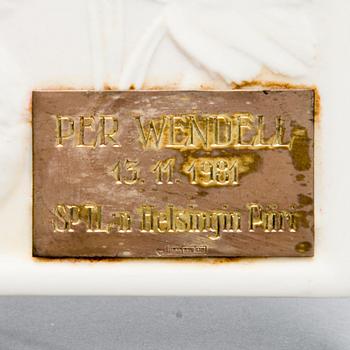 PER WENDELL
13. 11. 1981
SPTL:n Helsingin Piiri